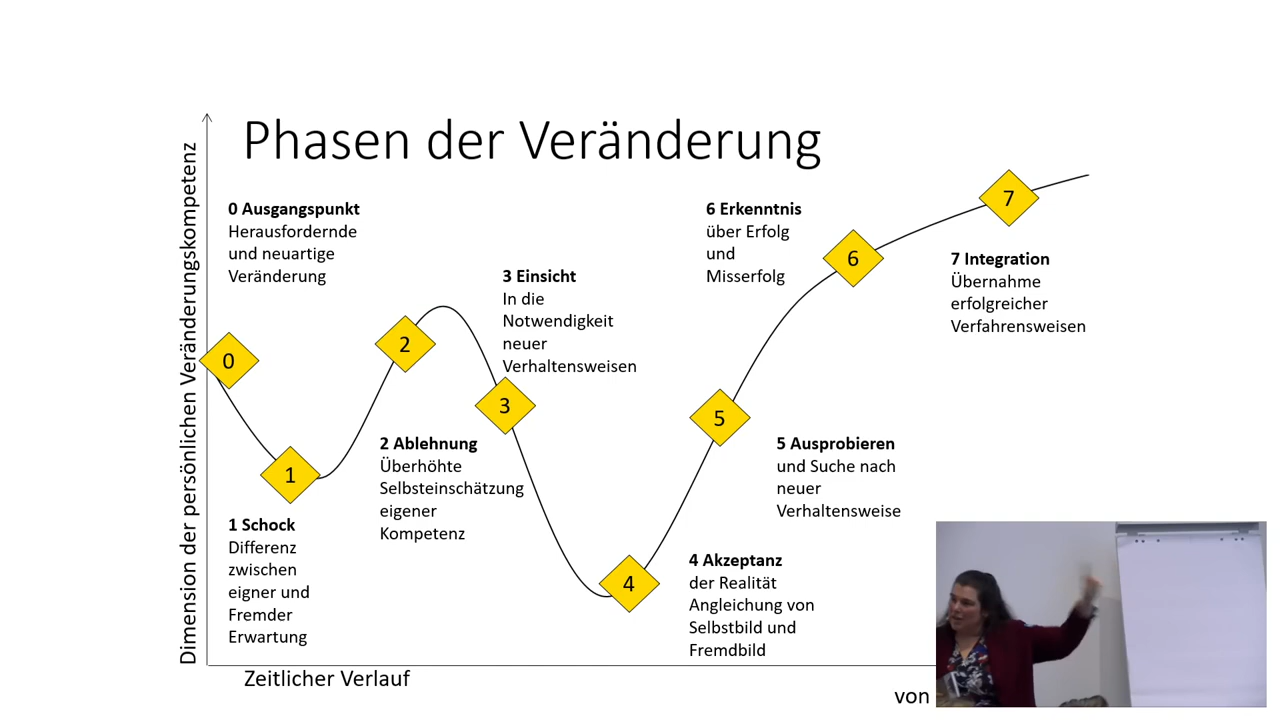 Phasen der Veränderung
Dimension der persönlichen Veränderungskompetenz
0 Ausgangspunkt
Herausfordernde
und neuartige
Veränderung
0
1
1 Schock
Differenz
zwischen
eigner und
Fremder
Erwartung
2
2 Ablehnung
Überhöhte
Selbsteinschätzung
eigener
Kompetenz
3 Einsicht
In die
Notwendigkeit
neuer
Verhaltensweisen
3
4
4 Akzeptanz
der Realität
Angleichung von
Selbstbild und
Fremdbild
5
5 Ausprobieren
und Suche nach
neuer
Verhaltensweise
6 Erkenntnis
über Erfolg
und
Misserfolg
6
7
7 Integration
Übernahme
erfolgreicher
Verfahrensweisen
Zeitlicher Verlauf
von